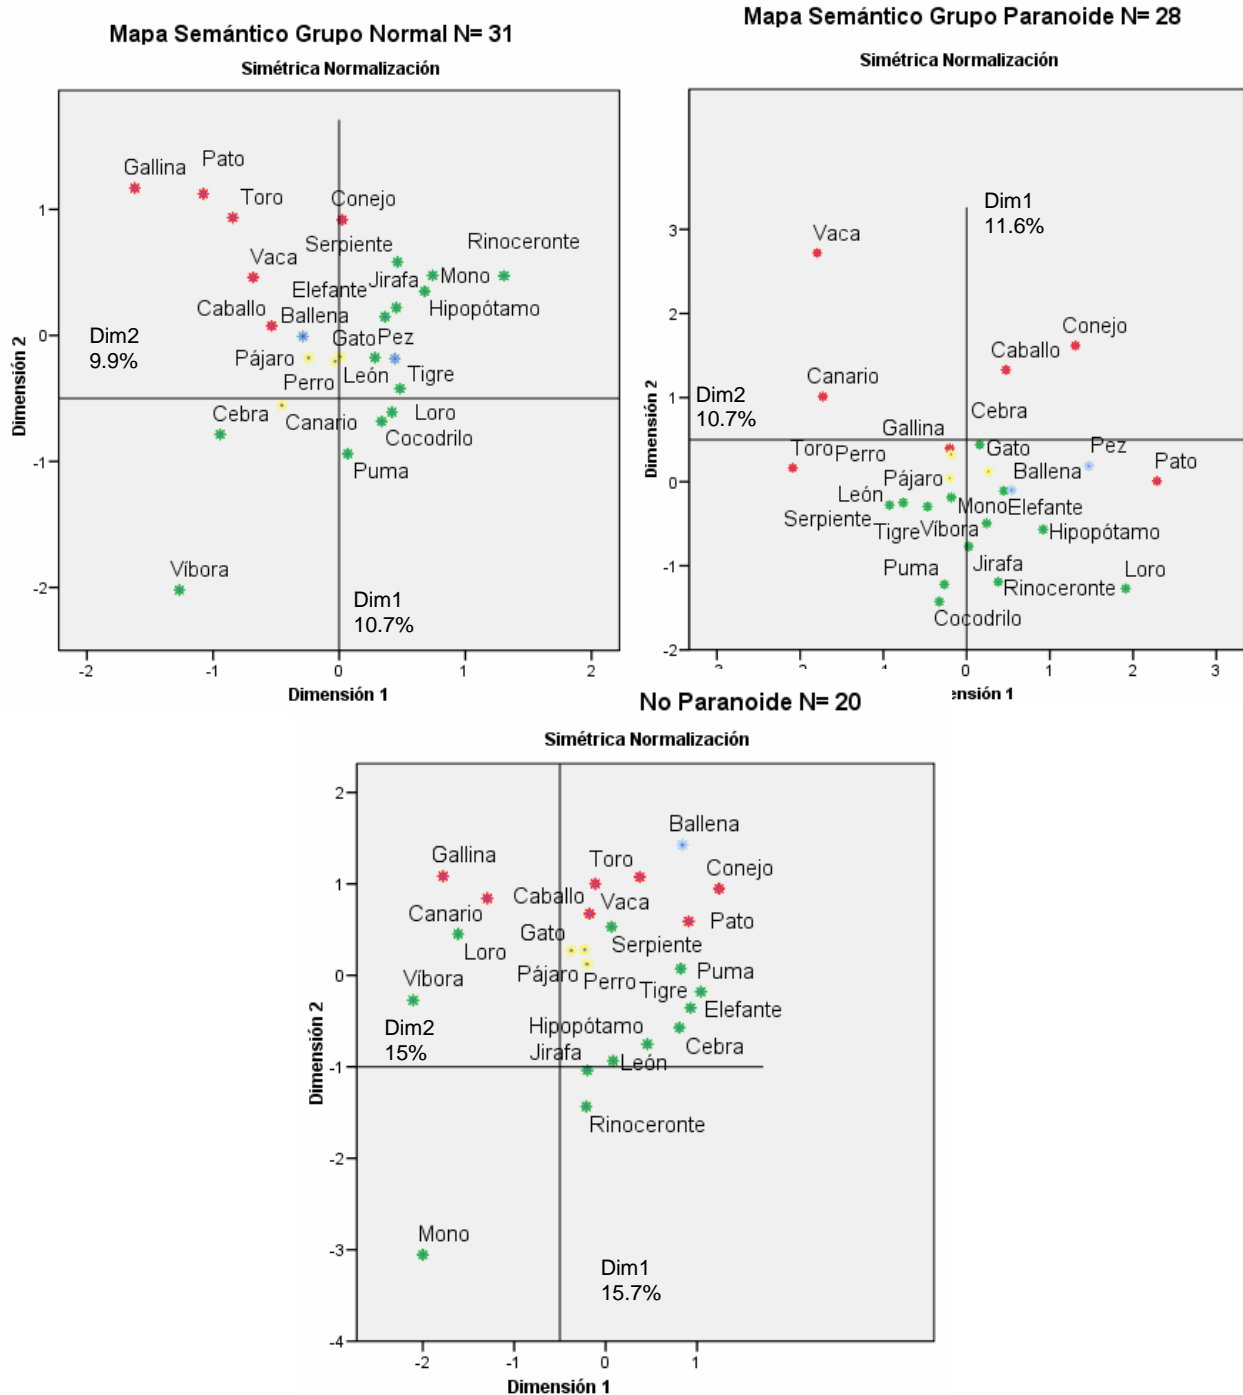 Mapa Semántico Grupo Normal N= 31
Simétrica Normalización
Gallina
Pato
Toro
Conejo
Serpiente
Rinoceronte
Vaca
Jirafa
Mono
Elefante
Hipopótamo
Caballo
Ballena
Gato
Pez
Pájaro
Perro
León
Tigre
Cebra
Canario
Loro
Cocodrilo
Puma
Víbora
Dim2
9.9%
Dim1
10.7%
1
0
-1
-2
-2
-1
0
1
2
Dimensión 2
Dimensión 1
Mapa Semántico Grupo Paranoide N= 28
Simétrica Normalización
Dim1
11.6%
Vaca
Conejo
Caballo
Canario
Dim2
10.7%
Cebra
Gallina
Toro
Perro
Gato
Pez
Pájaro
Ballena
Pato
León
Mono
Elefante
Serpiente
Tigre
Víbora
Hipopótamo
Puma
Jirafa
Loro
Rinoceronte
Cocodrilo
3
2
1
0
-1
-2
0
1
2
3
Dimensión 2
ensión 1
No Paranoide N= 20
Simétrica Normalización
Ballena
Gallina
Toro
Conejo
Caballo
Vaca
Canario
Pato
Gato
Loro
Serpiente
Pájaro
Perro
Puma
Víbora
Tigre
Elefante
Dim2
15%
Hipopótamo
Jirafa
León
Cebra
Rinoceronte
Mono
Dim1
15.7%
2
1
0
-1
-2
-3
-4
-2
-1
0
1
Dimensión 2
Dimensión 1